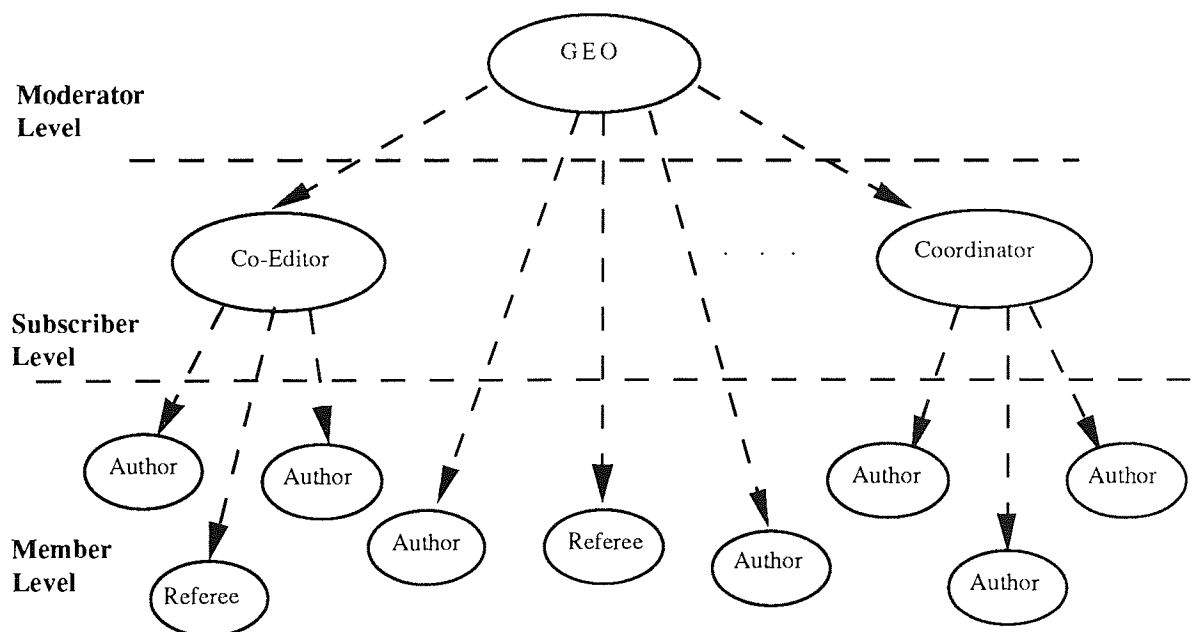 GEO
Moderator
Level
Co-Editor
. . .
Coordinator
Subscriber
Level
Author
Author
Author
Author
Author
Referee
Author
Member
Level
Referee
Author
Author